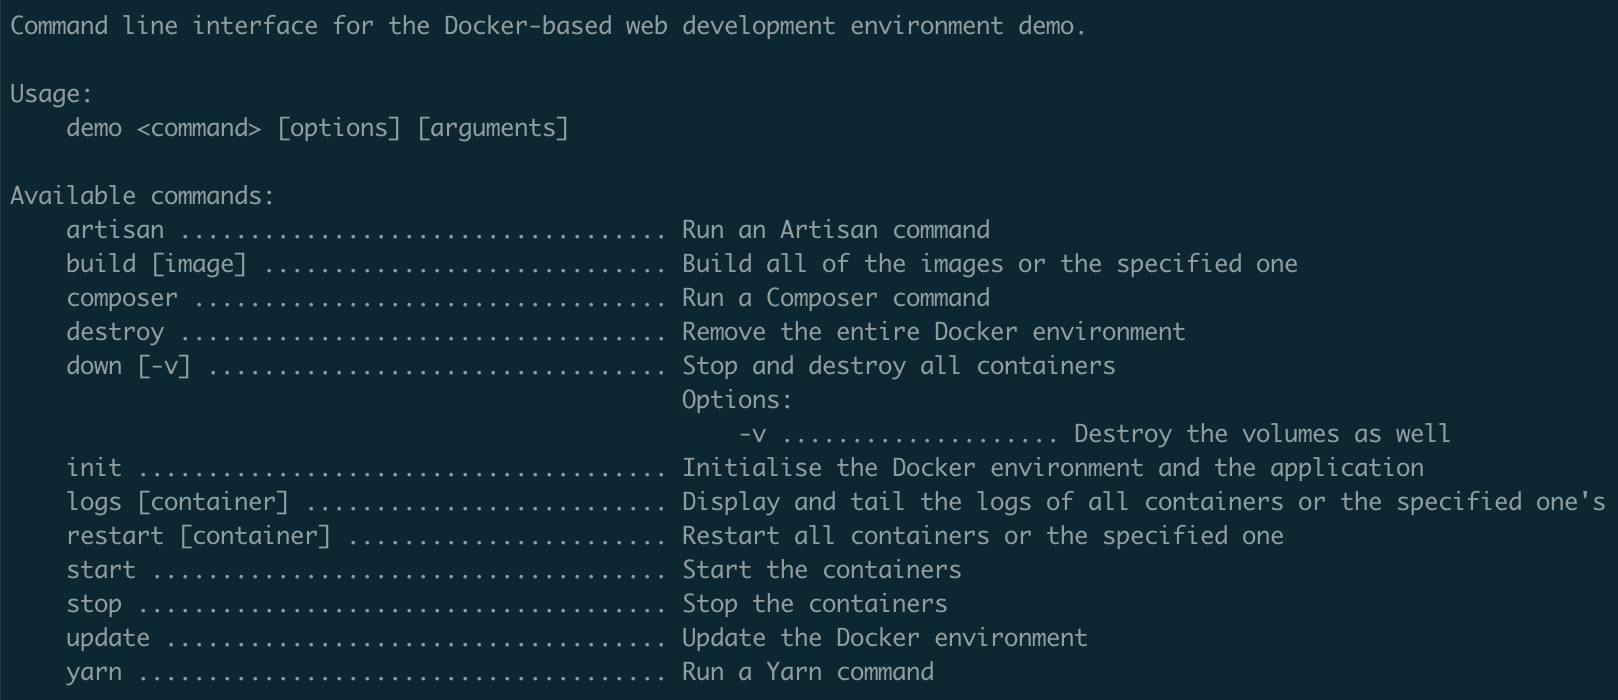 Command line interface for the Docker-based web development environment demo.

Usage:
    demo <command> [options] [arguments]

Available commands:
    artisan ................................... Run an Artisan command
    build [image] ............................. Build all of the images or the specified one
    composer .................................. Run a Composer command
    destroy ................................... Remove the entire Docker environment
    down [-v] ................................. Stop and destroy all containers
                                                Options:
                                                    -v .................... Destroy the volumes as well
    init ...................................... Initialise the Docker environment and the application
    logs [container] .......................... Display and tail the logs of all containers or the specified one's
    restart [container] ....................... Restart all containers or the specified one
    start ..................................... Start the containers
    stop ...................................... Stop the containers
    update .................................... Update the Docker environment
    yarn ...................................... Run a Yarn command